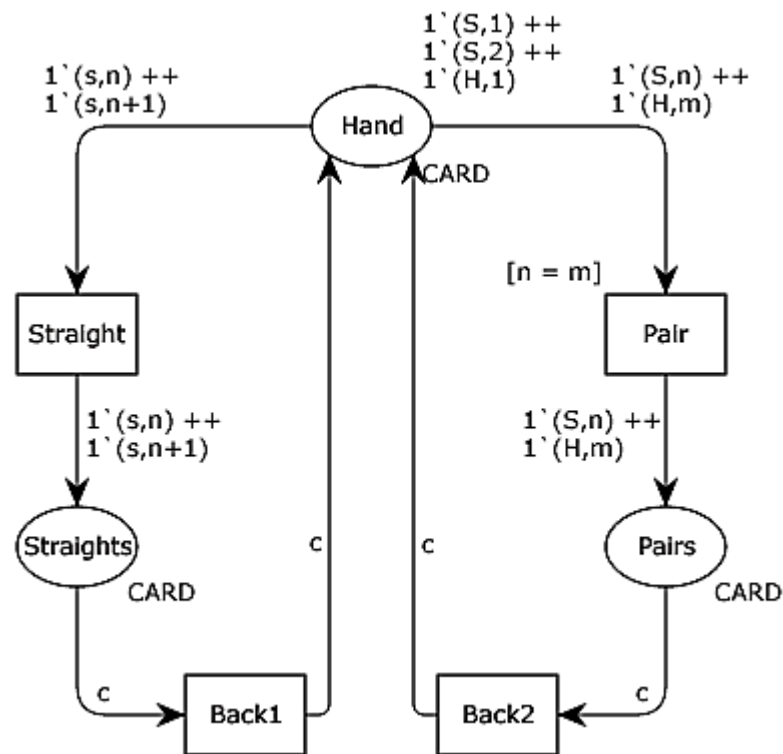 1`(S,1) ++
1`(S,2) ++
1`(H,1)
1`(s,n) ++
1`(s,n+1)
1`(S,n) ++
1`(H,m)
Hand
CARD
[n = m]
Straight
Pair
1`(s,n) ++
1`(s,n+1)
1`(S,n) ++
1`(H,m)
Straights
c
c
Pairs
CARD
CARD
c
c
Back1
Back2